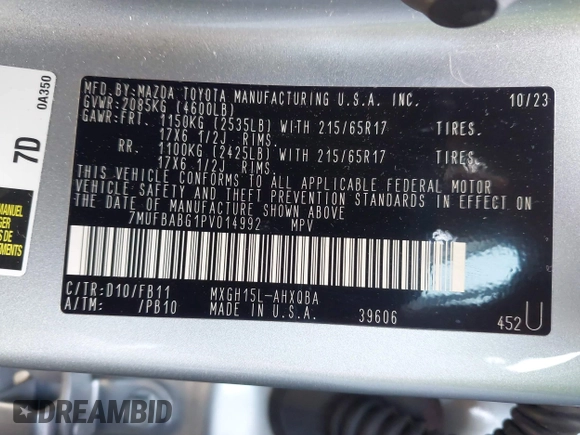 MFD.BY:MAZDA TOYOTA MANUFACTURING U.S.A. INC. 10/23
GVWR:2085KG (4600LB)
GAWR:FRT. 1150KG (2535LB) WITH 215/65R17 TIRES.
17X6 1/2J RIMS.
RR. 1100KG (2425LB) WITH 215/65R17 TIRES.
17X6 1/2J RIMS.
THIS VEHICLE CONFORMS TO ALL APPLICABLE FEDERAL MOTOR
VEHICLE SAFETY AND THEFT PREVENTION STANDARDS IN EFFECT ON
THE DATE OF MANUFACTURE SHOWN ABOVE.
7MUFBABG1PV014992 MPV
C/TR:D10/FB11 MXGH15L-AHXQBA
A/TM: /PB10 MADE IN U.S.A. 39606 452U
7D
0A350
MANUEL
DREAMBID